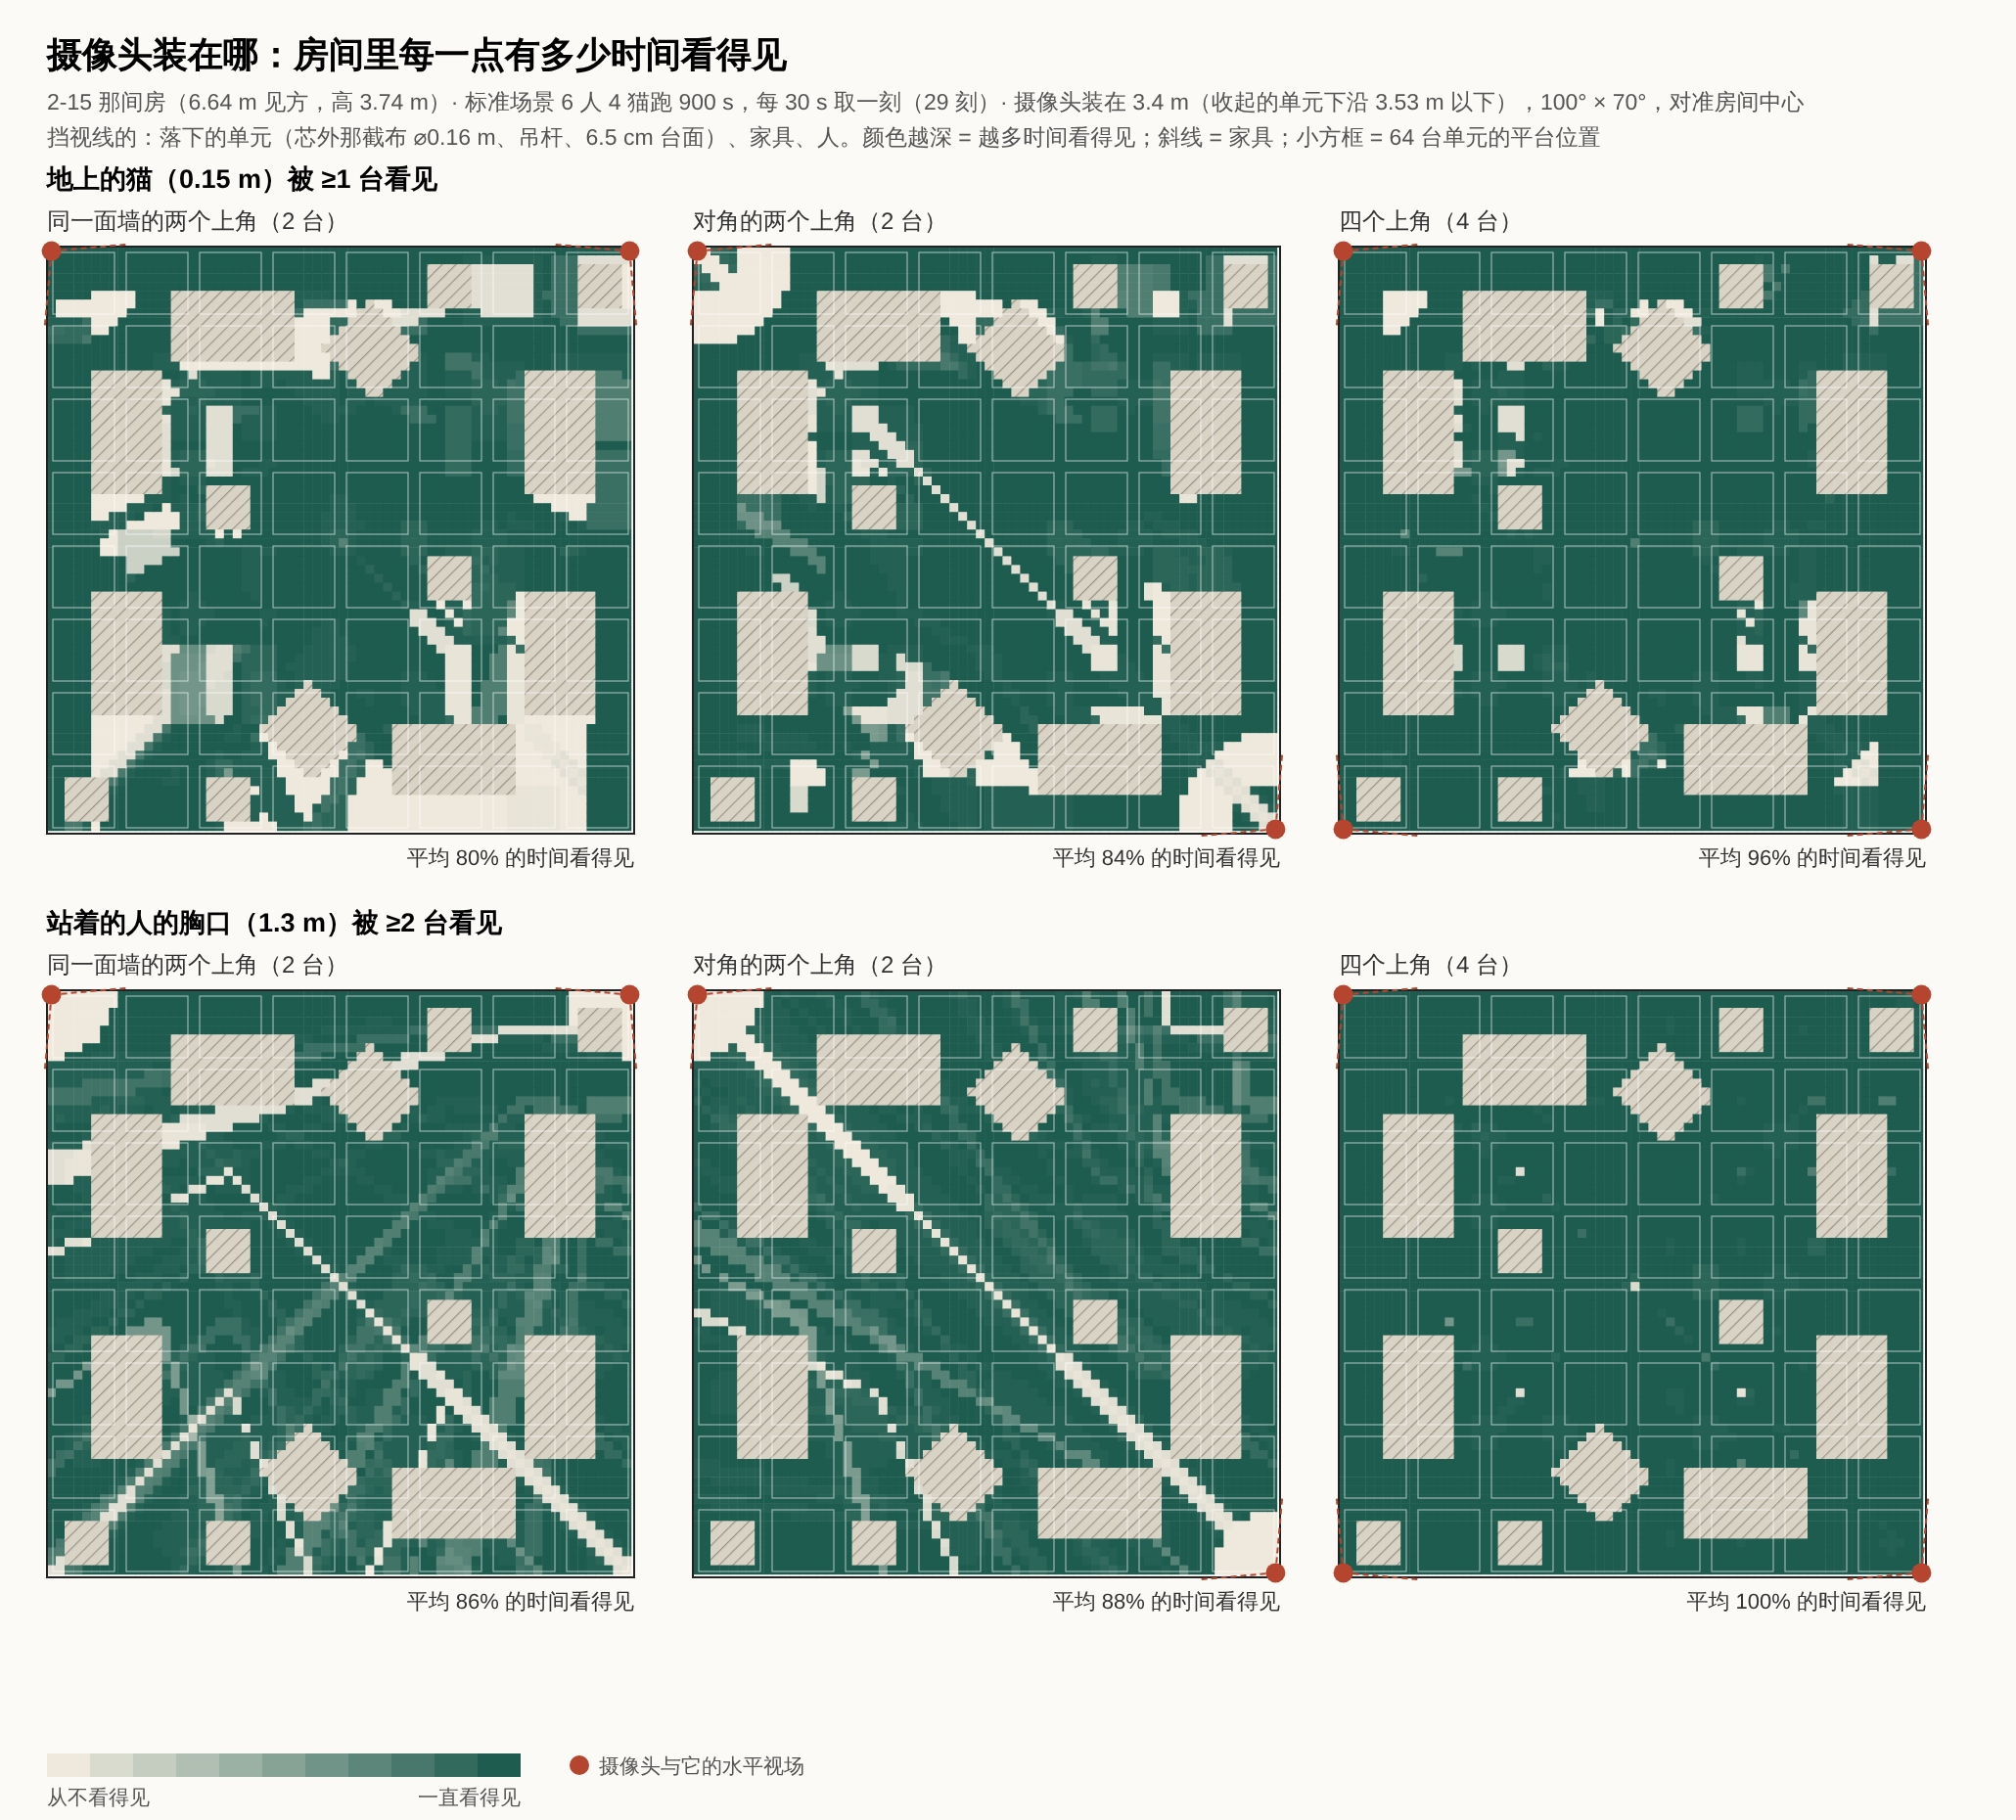 摄像头装在哪：房间里每一点有多少时间看得见
2-15 那间房（6.64 m 见方，高 3.74 m）· 标准场景 6 人 4 猫跑 900 s，每 30 s 取一刻（29 刻）· 摄像头装在 3.4 m（收起的单元下沿 3.53 m 以下），100° × 70°，对准房间中心
挡视线的：落下的单元（芯外那截布 ⌀0.16 m、吊杆、6.5 cm 台面）、家具、人。颜色越深 = 越多时间看得见；斜线 = 家具；小方框 = 64 台单元的平台位置
地上的猫（0.15 m）被 ≥1 台看见
同一面墙的两个上角（2 台）
对角的两个上角（2 台）
四个上角（4 台）
平均 80% 的时间看得见
平均 84% 的时间看得见
平均 96% 的时间看得见
站着的人的胸口（1.3 m）被 ≥2 台看见
同一面墙的两个上角（2 台）
对角的两个上角（2 台）
四个上角（4 台）
平均 86% 的时间看得见
平均 88% 的时间看得见
平均 100% 的时间看得见
摄像头与它的水平视场
从不看得见
一直看得见